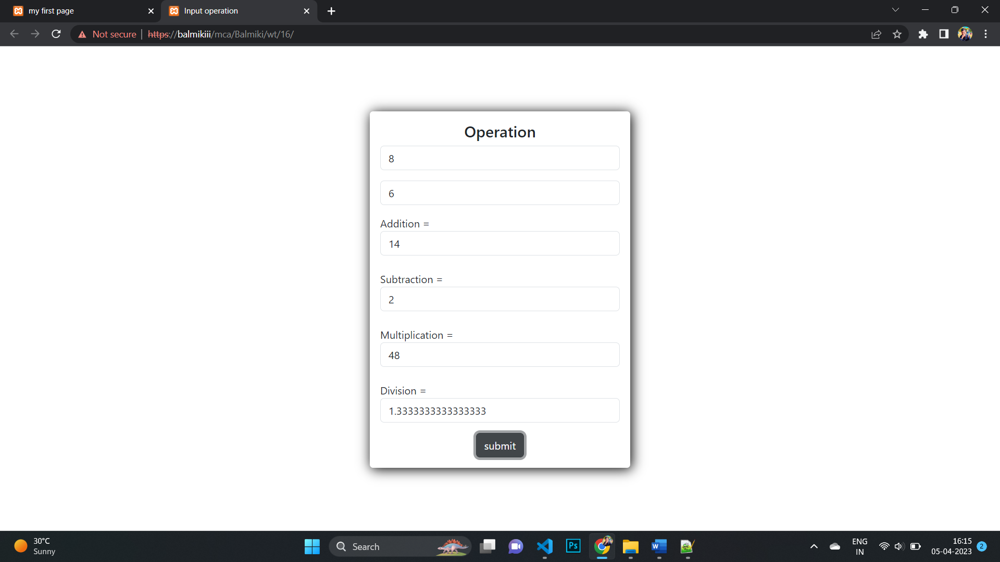 my first page
Input operation
Not secure | https://balmikiii/mca/Balmiki/wt/16/
Operation
8
6
Addition =
14
Subtraction =
2
Multiplication =
48
Division =
1.3333333333333333
submit
30°C
Sunny
Search
Ps
W
ENG
IN
16:15
05-04-2023
2